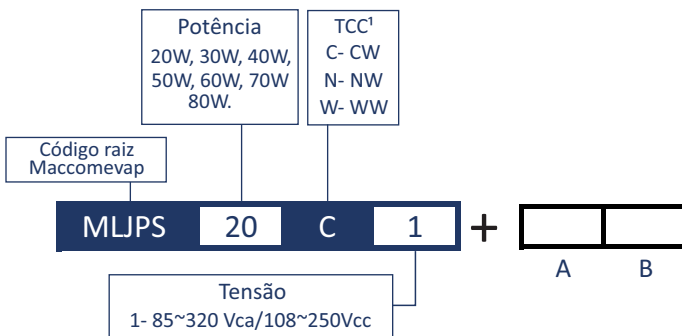 Potência
20W, 30W, 40W,
50W, 60W, 70W
80W.
TCC¹
C- CW
N- NW
W- WW
Código raiz
Maccomevap
MLJPS 20 C 1 +
A B
Tensão
1- 85~320 Vca/108~250Vcc